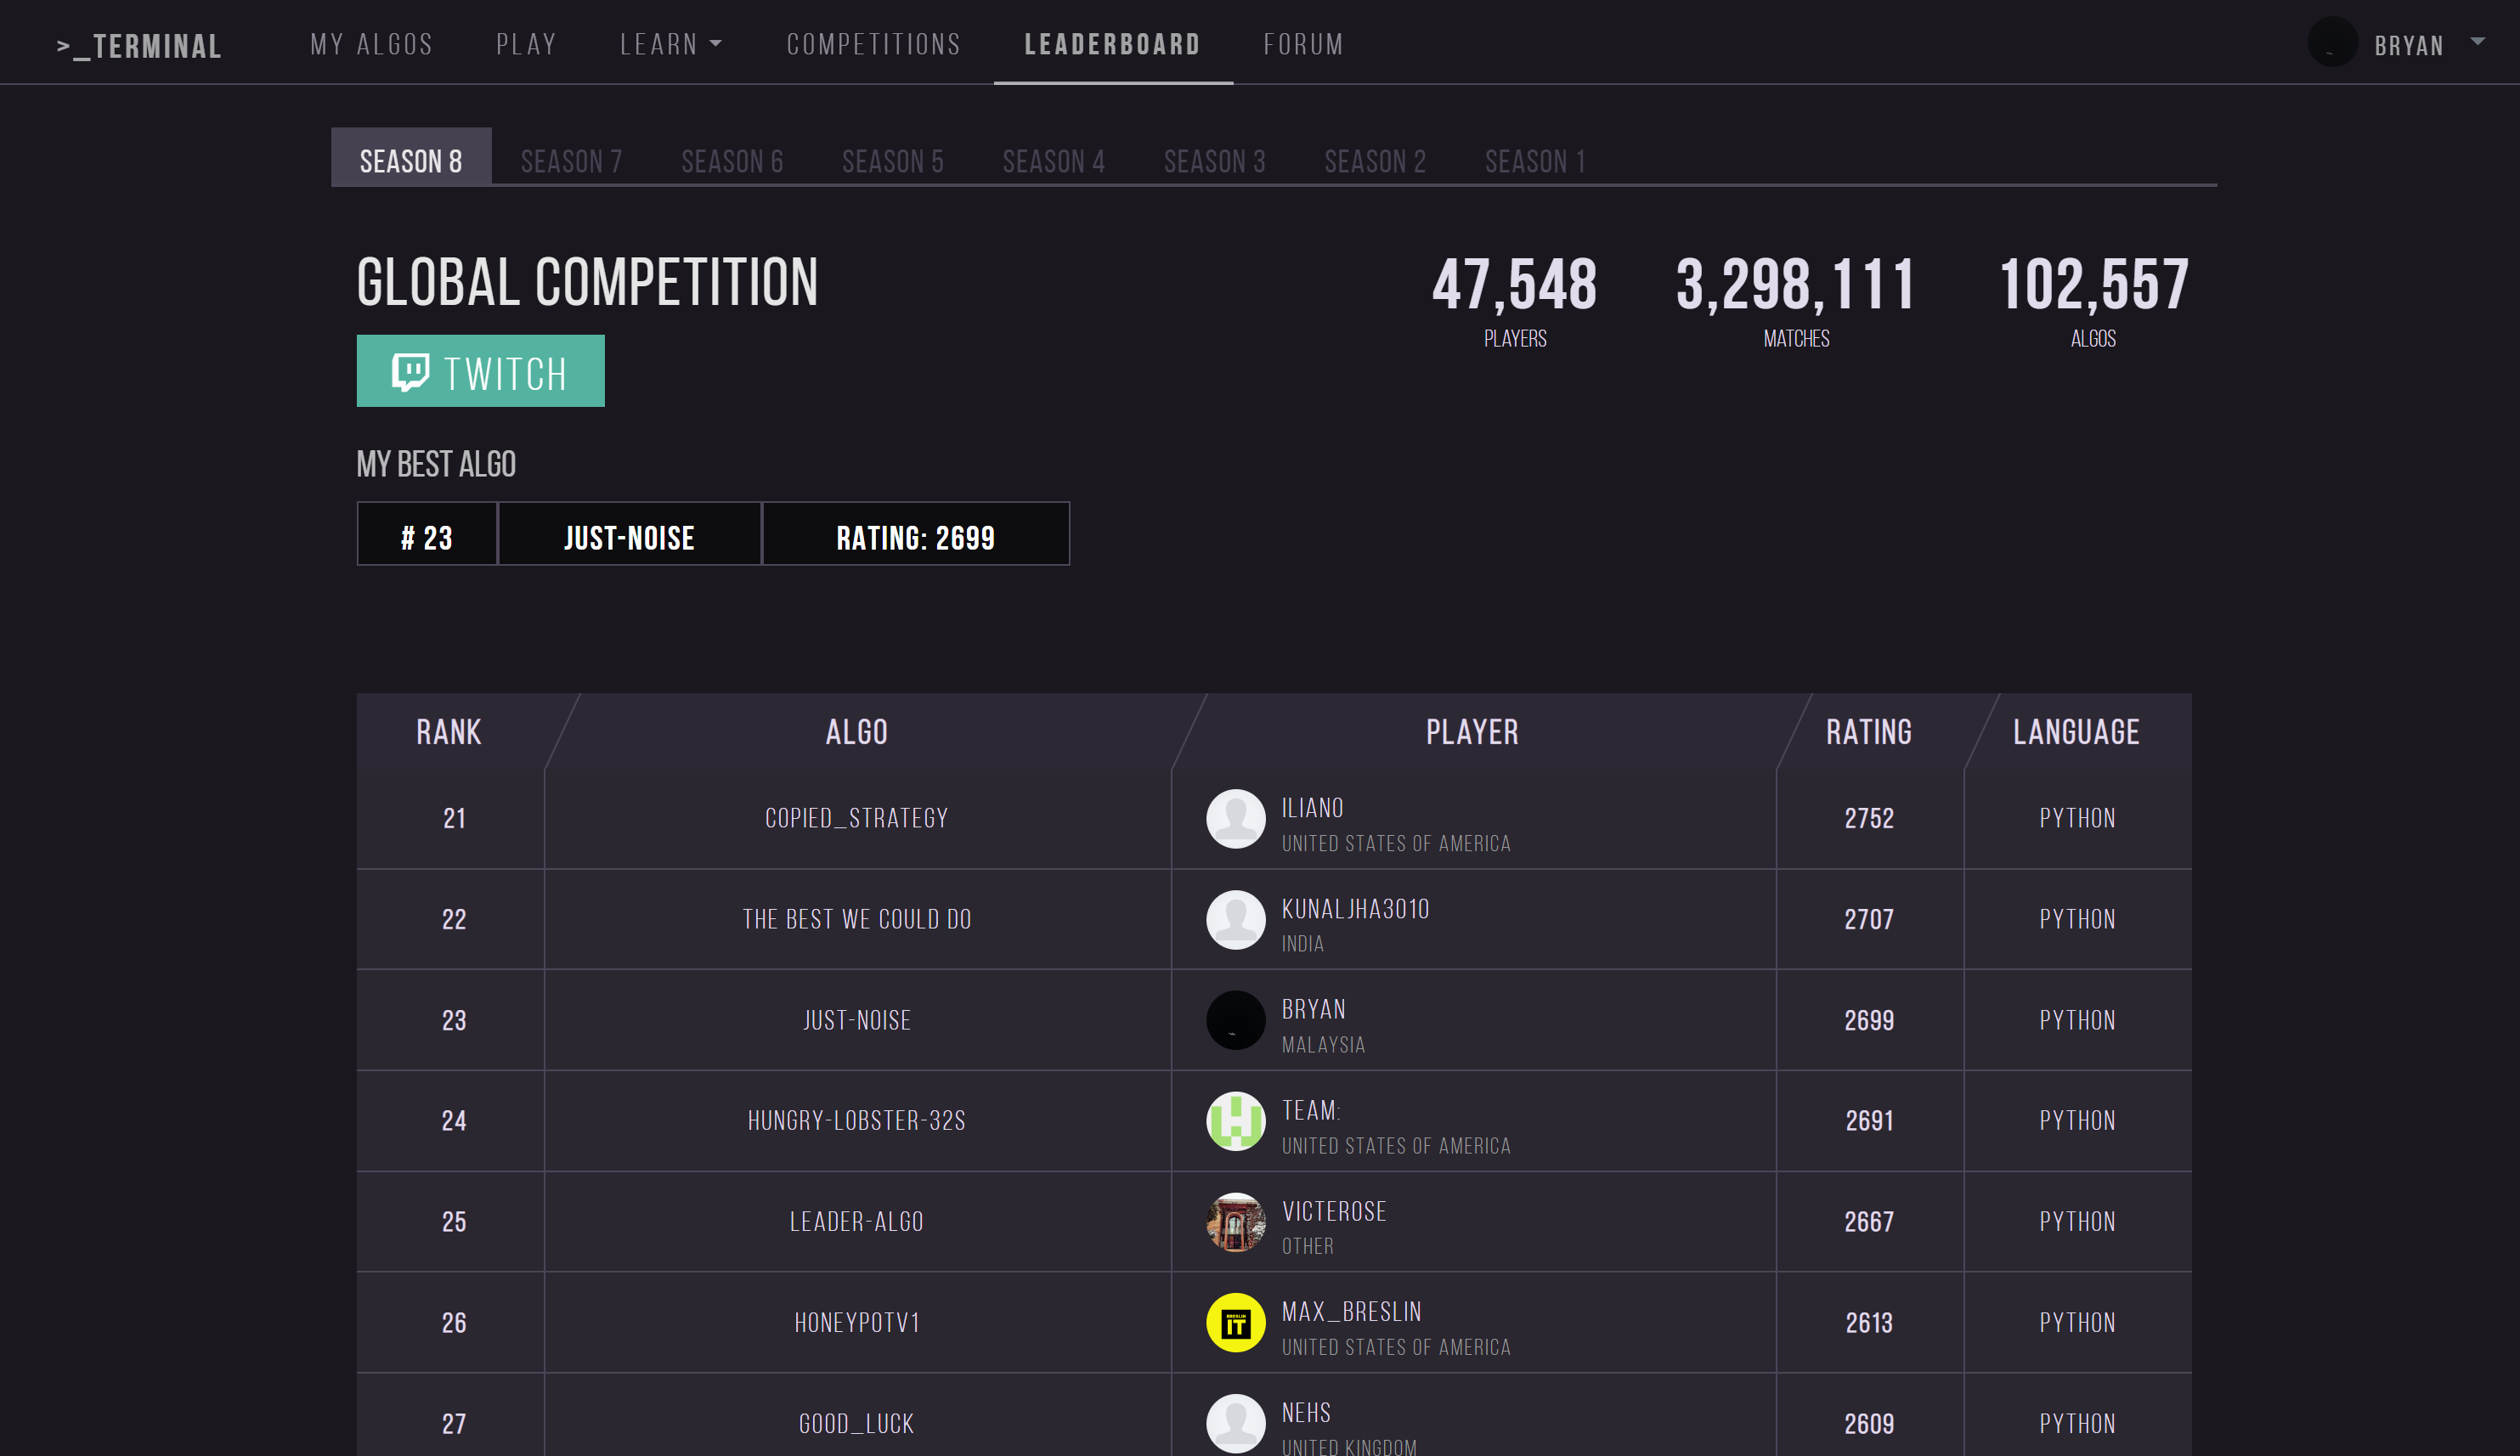 >_TERMINAL MY ALGOS PLAY LEARN COMPETITIONS LEADERBOARD FORUM BRYAN
SEASON 8 SEASON 7 SEASON 6 SEASON 5 SEASON 4 SEASON 3 SEASON 2 SEASON 1
GLOBAL COMPETITION
47,548 3,298,111 102,557
PLAYERS MATCHES ALGOS
TWITCH
MY BEST ALGO
# 23 JUST-NOISE RATING: 2699
RANK ALGO PLAYER RATING LANGUAGE
21 COPIED_STRATEGY ILIANO 2752 PYTHON
UNITED STATES OF AMERICA
22 THE BEST WE COULD DO KUNALJHA3010 2707 PYTHON
INDIA
23 JUST-NOISE BRYAN 2699 PYTHON
MALAYSIA
24 HUNGRY-LOBSTER-32S TEAM: 2691 PYTHON
UNITED STATES OF AMERICA
25 LEADER-ALGO VICTEROSE 2667 PYTHON
OTHER
26 HONEYPOTV1 MAX_BRESLIN 2613 PYTHON
BRESLIN
IT
UNITED STATES OF AMERICA
27 GOOD_LUCK NEHS 2609 PYTHON
UNITED KINGDOM